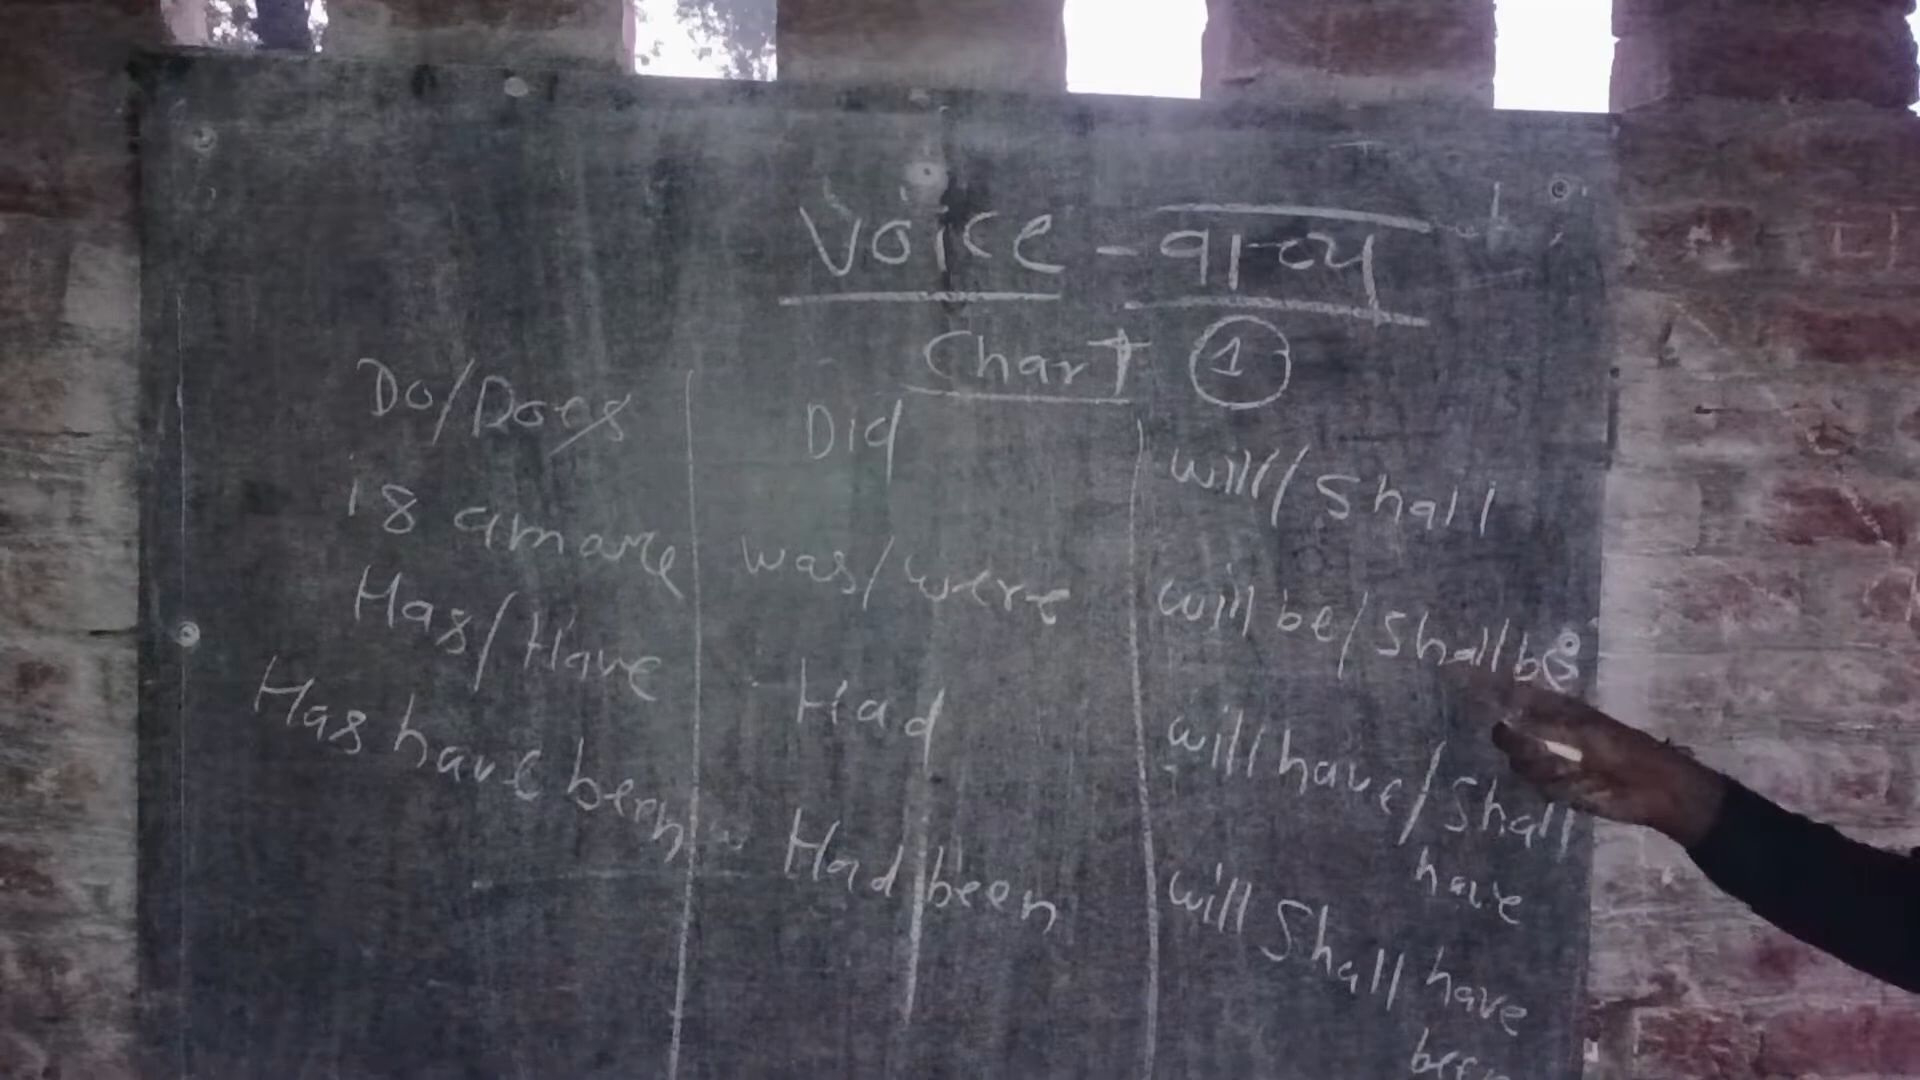 Voice - वाच्य
Chart 1
Do/Does Did will/shall
is am are was/were will be/shall be
Has/Have Had will have/shall have
Has have been Had been will shall have been